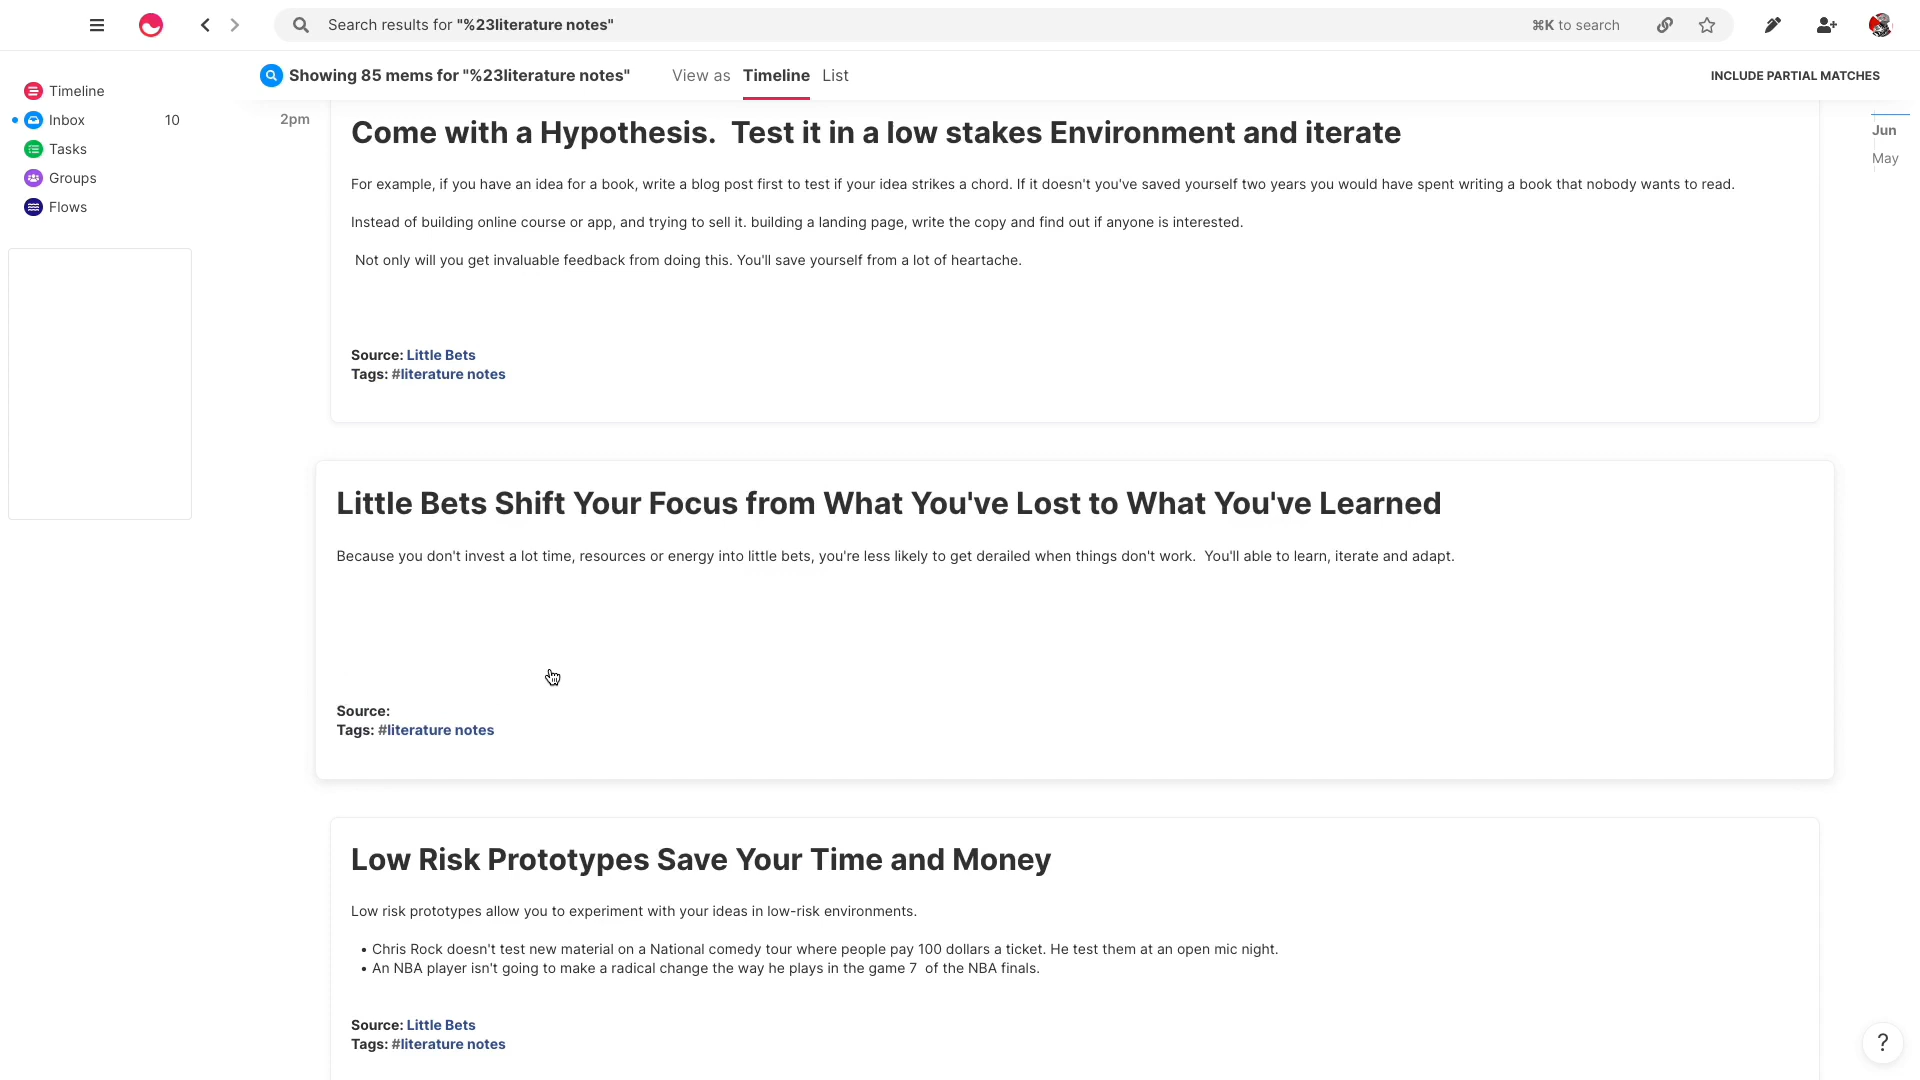 Search results for "%23literature notes"
⌘K to search
Showing 85 mems for "%23literature notes"
View as Timeline List
INCLUDE PARTIAL MATCHES
Timeline
Inbox 10
Tasks
Groups
Flows
2pm
Jun
May
Come with a Hypothesis.  Test it in a low stakes Environment and iterate
For example, if you have an idea for a book, write a blog post first to test if your idea strikes a chord. If it doesn't you've saved yourself two years you would have spent writing a book that nobody wants to read.
Instead of building online course or app, and trying to sell it. building a landing page, write the copy and find out if anyone is interested.
Not only will you get invaluable feedback from doing this. You'll save yourself from a lot of heartache.
Source: Little Bets
Tags: #literature notes
Little Bets Shift Your Focus from What You've Lost to What You've Learned
Because you don't invest a lot time, resources or energy into little bets, you're less likely to get derailed when things don't work.  You'll able to learn, iterate and adapt.
Source:
Tags: #literature notes
Low Risk Prototypes Save Your Time and Money
Low risk prototypes allow you to experiment with your ideas in low-risk environments.
• Chris Rock doesn't test new material on a National comedy tour where people pay 100 dollars a ticket. He test them at an open mic night.
• An NBA player isn't going to make a radical change the way he plays in the game 7  of the NBA finals.
Source: Little Bets
Tags: #literature notes
?